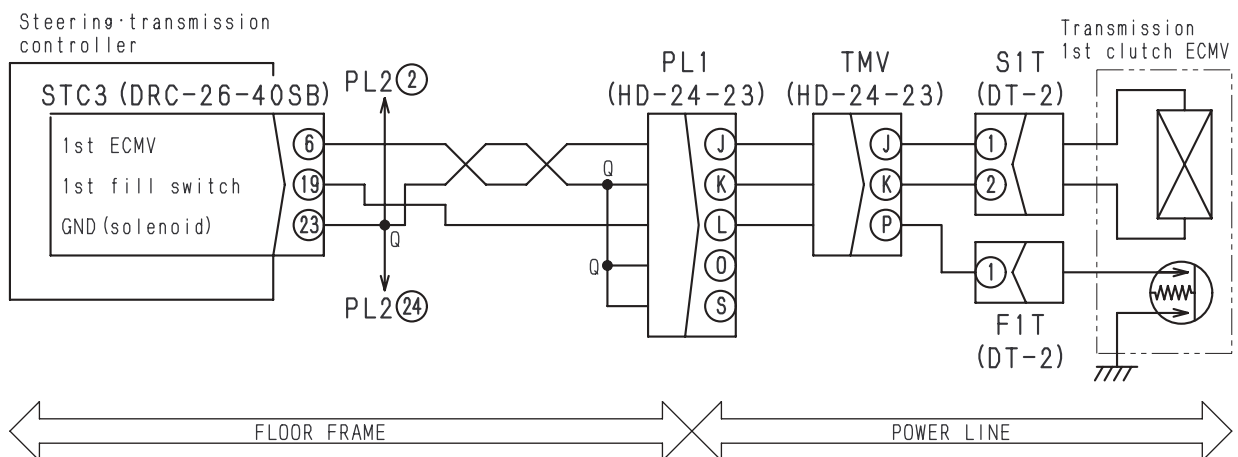 Steering·transmission
controller
STC3 (DRC-26-40SB)
1st ECMV
6
1st fill switch
19
GND (solenoid)
23
PL2 2
Q
PL2 24
Q
Q
PL1
(HD-24-23)
J
K
L
O
S
TMV
(HD-24-23)
J
K
P
S1T
(DT-2)
1
2
1
F1T
(DT-2)
Transmission
1st clutch ECMV
FLOOR FRAME
POWER LINE